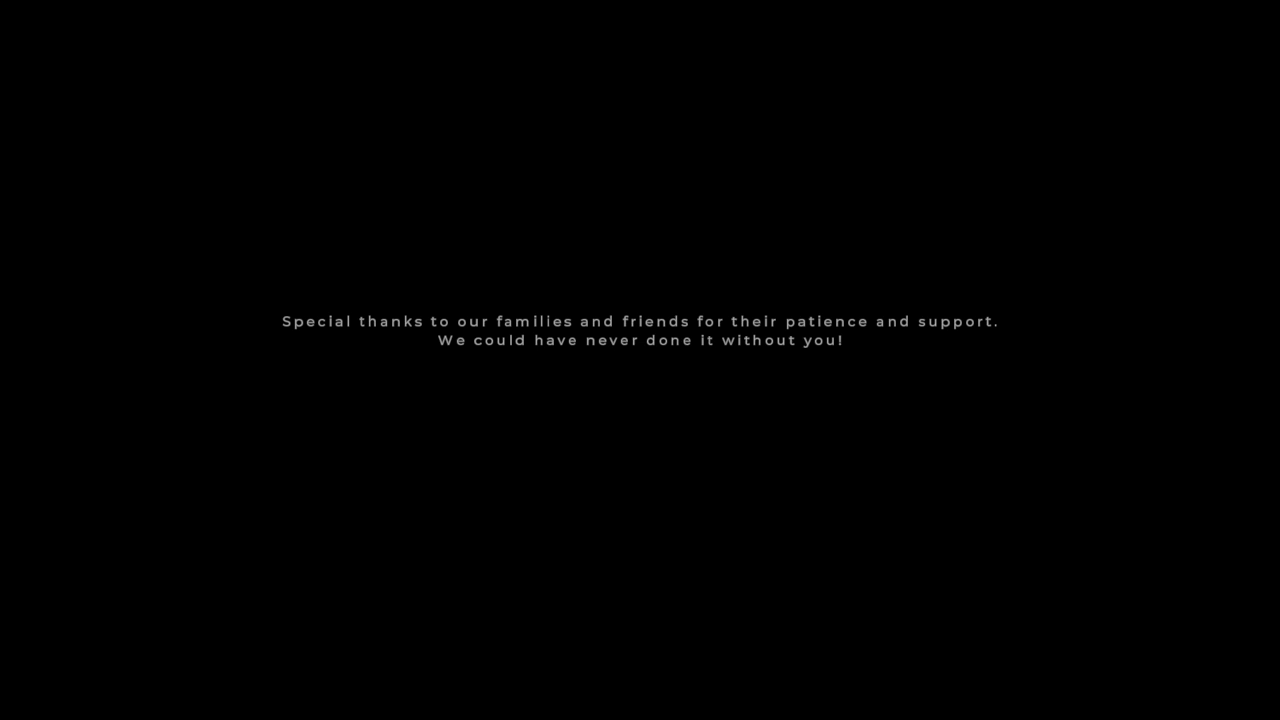 Special thanks to our families and friends for their patience and support.
We could have never done it without you!